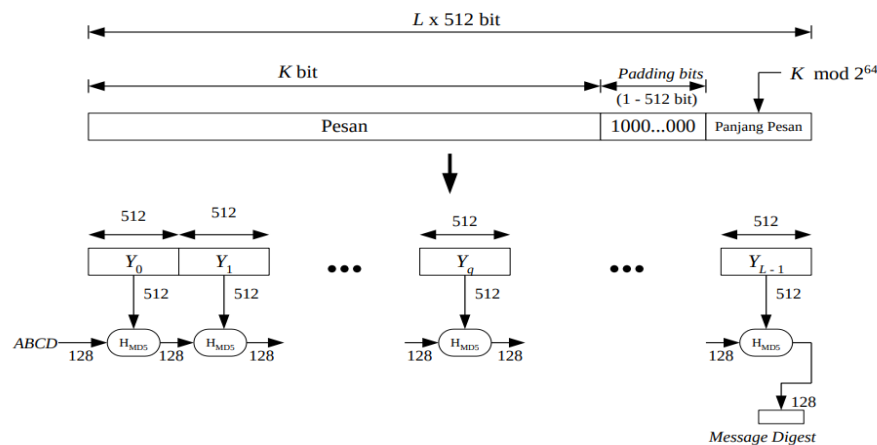 L x 512 bit
K bit
Padding bits
K mod 2^64
(1 - 512 bit)
Pesan
1000...000
Panjang Pesan
512
512
512
512
Y_0
Y_1
...
Y_q
...
Y_{L - 1}
512
512
512
512
ABCD
H_MD5
H_MD5
H_MD5
H_MD5
128
128
128
128
128
128
128
Message Digest